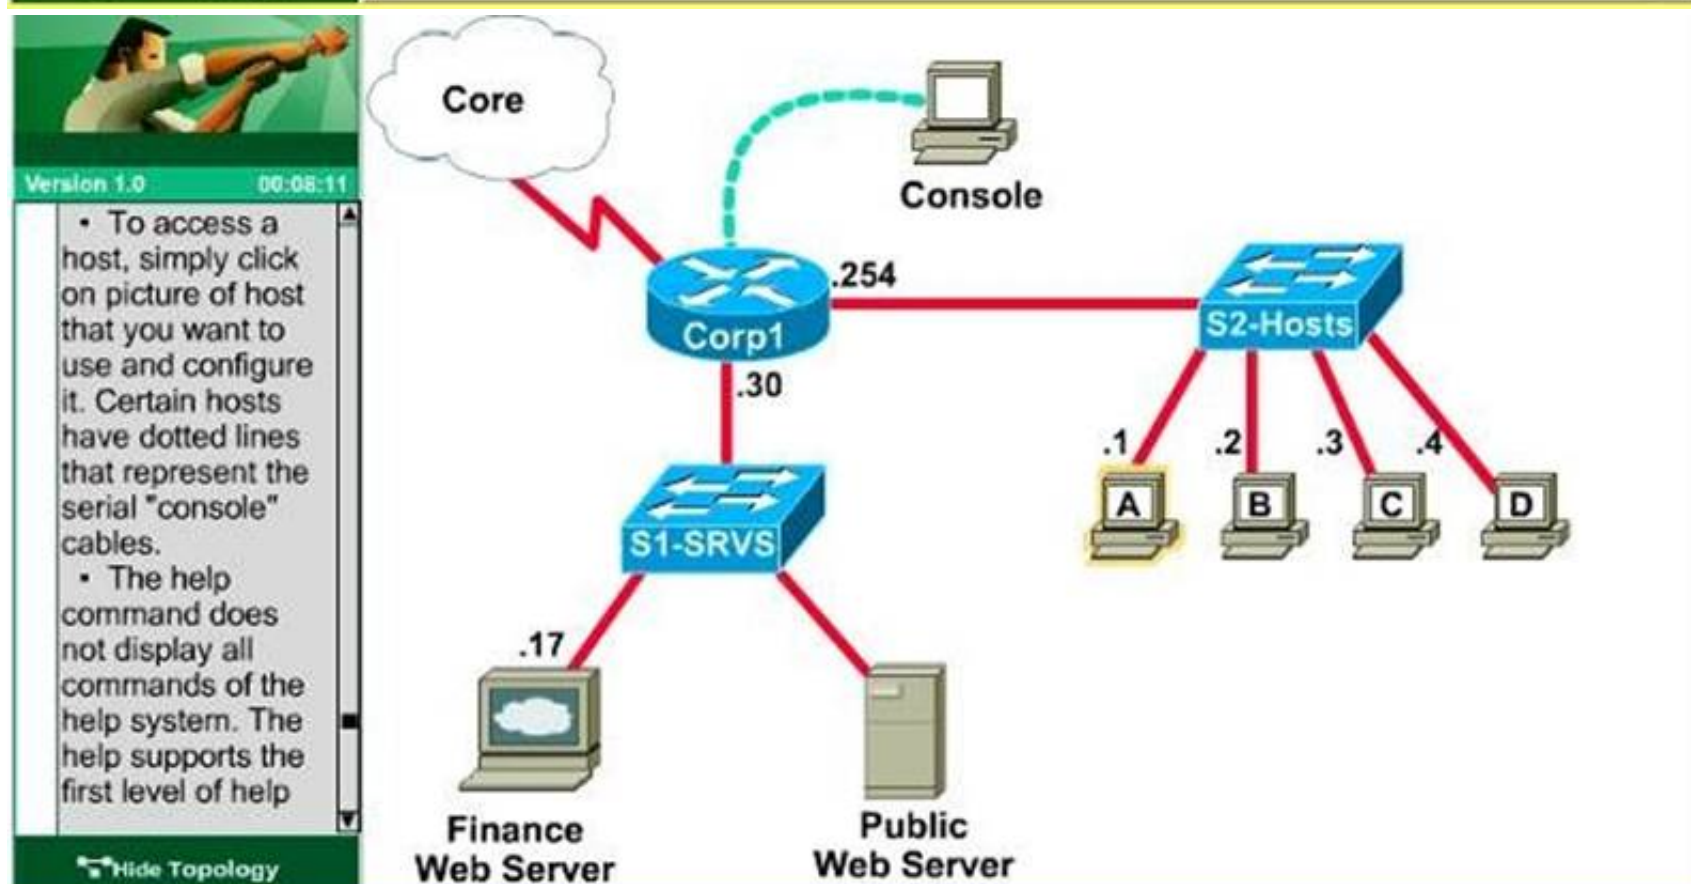 Version 1.0 00:08:11
• To access a
host, simply click
on picture of host
that you want to
use and configure
it. Certain hosts
have dotted lines
that represent the
serial "console"
cables.
• The help
command does
not display all
commands of the
help system. The
help supports the
first level of help
Hide Topology
Core
Console
.254
Corp1
S2-Hosts
.30
.1 .2 .3 .4
A B C D
S1-SRVS
.17
Finance
Web Server
Public
Web Server